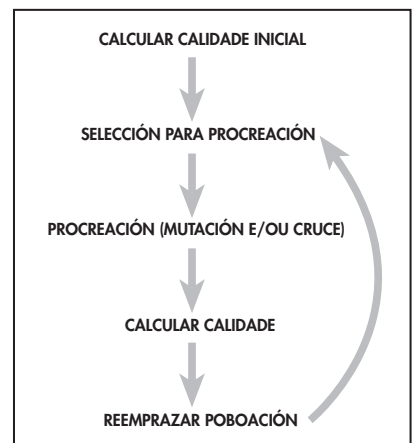 CALCULAR CALIDADE INICIAL
SELECCIÓN PARA PROCREACIÓN
PROCREACIÓN (MUTACIÓN E/OU CRUCE)
CALCULAR CALIDADE
REEMPRAZAR POBOACIÓN